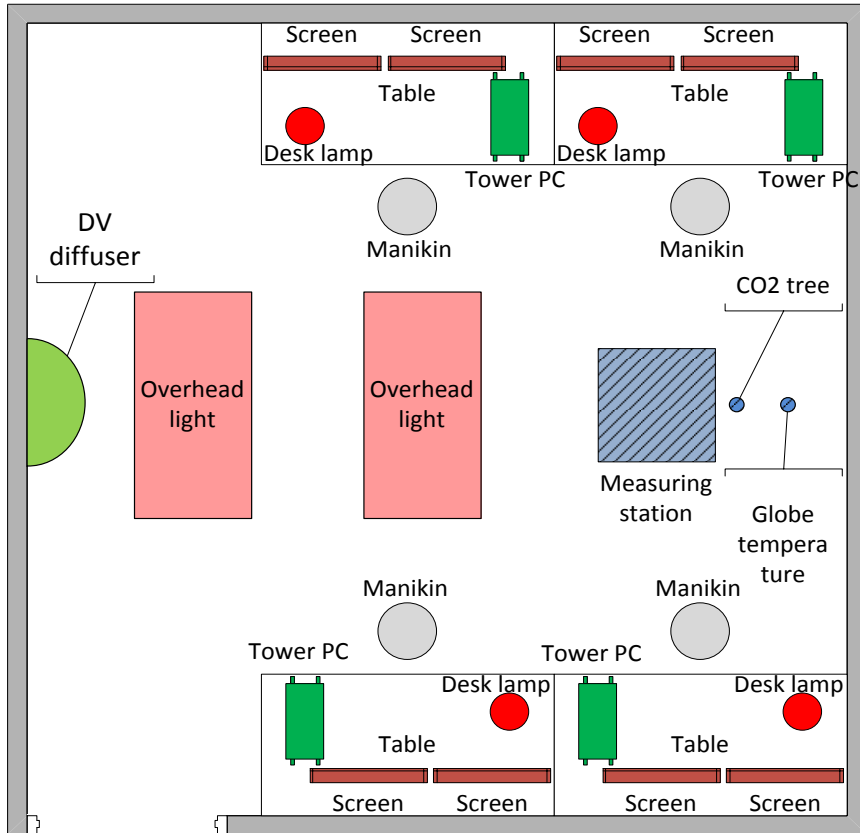 Screen
Screen
Screen
Screen
Table
Table
Desk lamp
Desk lamp
Tower PC
Tower PC
Manikin
Manikin
DV
diffuser
CO2 tree
Overhead
light
Overhead
light
Measuring
station
Globe
tempera
ture
Manikin
Manikin
Tower PC
Tower PC
Desk lamp
Desk lamp
Table
Table
Screen
Screen
Screen
Screen